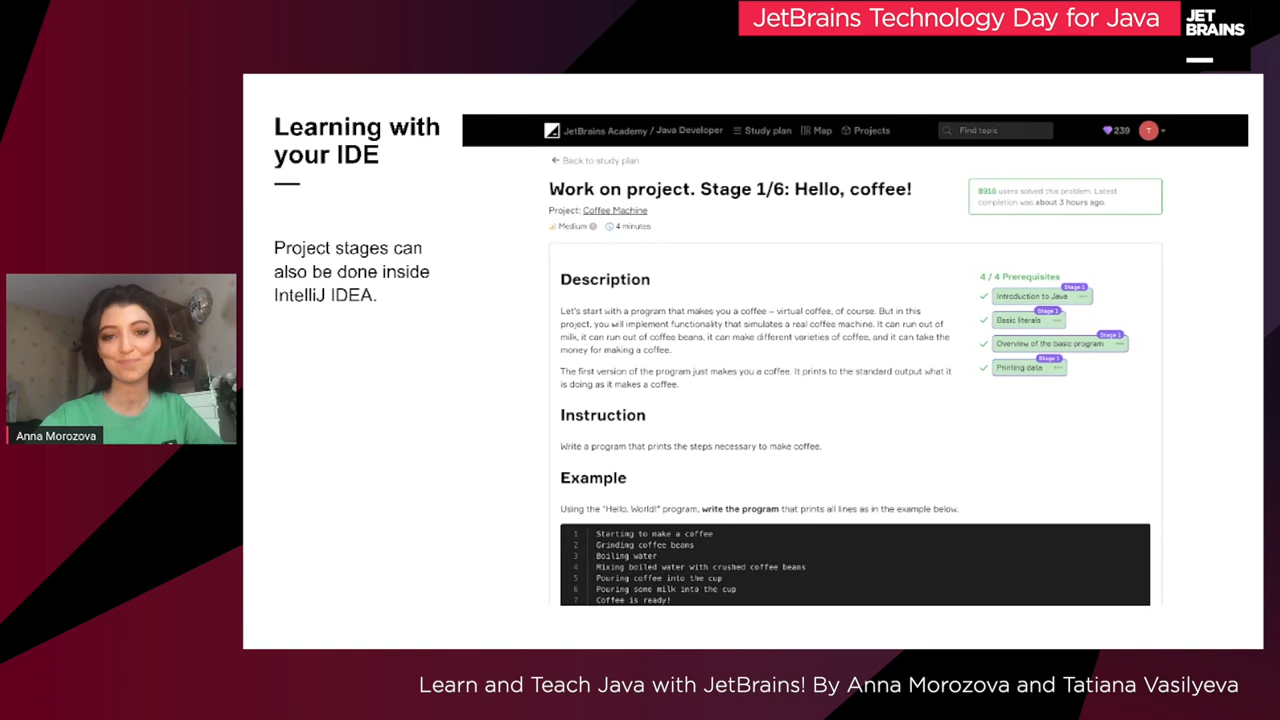 JetBrains Technology Day for Java
JET
BRAINS
Learning with
your IDE
Project stages can
also be done inside
IntelliJ IDEA.
JetBrains Academy / Java Developer
Study plan
Map
Projects
Find topic
239
T
Back to study plan
Work on project. Stage 1/6: Hello, coffee!
Project: Coffee Machine
Medium
4 minutes
8916 users solved this problem. Latest
completion was about 3 hours ago.
Description
Let's start with a program that makes you a coffee – virtual coffee, of course. But in this
project, you will implement functionality that simulates a real coffee machine. It can run out of
milk, it can run out of coffee beans, it can make different varieties of coffee, and it can take the
money for making a coffee.
The first version of the program just makes you a coffee. It prints to the standard output what it
is doing as it makes a coffee.
4 / 4 Prerequisites
Stage 1
Introduction to Java
Stage 1
Basic literals
Stage 1
Overview of the basic program
Stage 1
Printing data
Instruction
Write a program that prints the steps necessary to make coffee.
Example
Using the "Hello, World!" program, write the program that prints all lines as in the example below.
1 Starting to make a coffee
2 Grinding coffee beans
3 Boiling water
4 Mixing boiled water with crushed coffee beans
5 Pouring coffee into the cup
6 Pouring some milk into the cup
7 Coffee is ready!
Anna Morozova
Learn and Teach Java with JetBrains! By Anna Morozova and Tatiana Vasilyeva